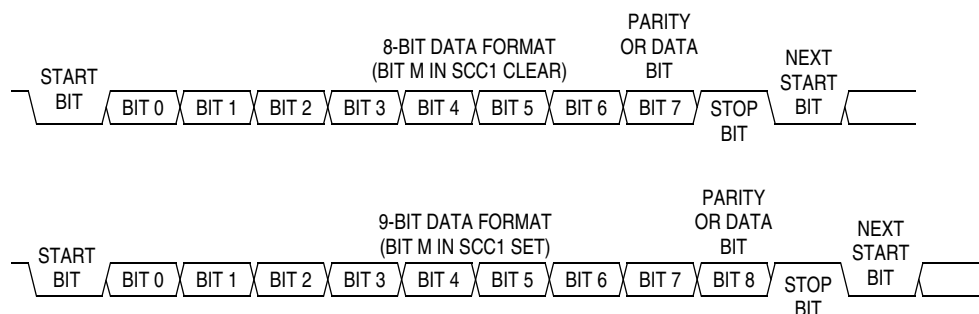 8-BIT DATA FORMAT
(BIT M IN SCC1 CLEAR)
PARITY
OR DATA
BIT
START
BIT
NEXT
START
BIT
BIT 0 BIT 1 BIT 2 BIT 3 BIT 4 BIT 5 BIT 6 BIT 7
STOP
BIT
9-BIT DATA FORMAT
(BIT M IN SCC1 SET)
PARITY
OR DATA
BIT
START
BIT
NEXT
START
BIT
BIT 0 BIT 1 BIT 2 BIT 3 BIT 4 BIT 5 BIT 6 BIT 7 BIT 8
STOP
BIT